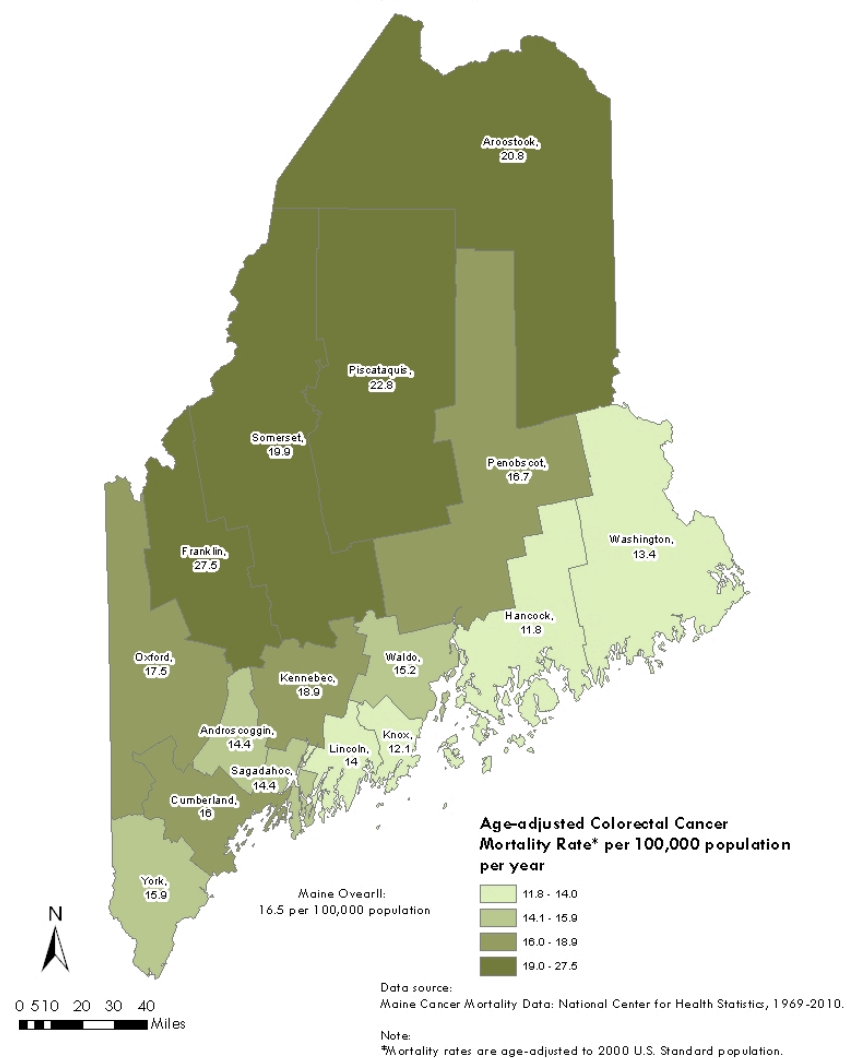 Aroostook,
20.8
Piscataquis,
22.8
Somerset,
19.9
Penobscot,
16.7
Washington,
13.4
Franklin,
27.5
Hancock,
11.8
Oxford,
17.5
Waldo,
15.2
Kennebec,
18.9
Androscoggin,
14.4
Knox,
12.1
Lincoln,
14
Sagadahoc,
14.4
Cumberland,
16
York,
15.9
Age-adjusted Colorectal Cancer
Mortality Rate* per 100,000 population
per year
11.8 - 14.0
14.1 - 15.9
16.0 - 18.9
19.0 - 27.5
Maine Ovearll:
16.5 per 100,000 population
N
0 510 20 30 40
Miles
Data source:
Maine Cancer Mortality Data: National Center for Health Statistics, 1969-2010.
Note:
*Mortality rates are age-adjusted to 2000 U.S. Standard population.